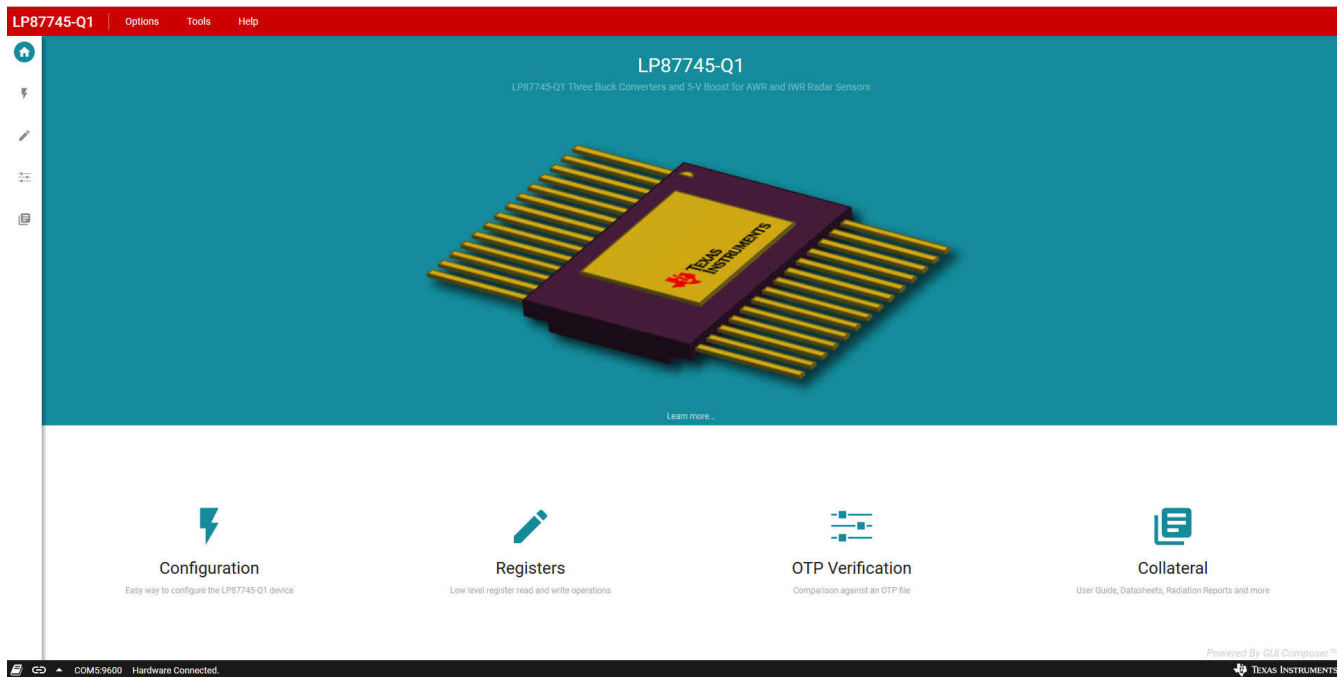 LP87745-Q1 Options Tools Help
LP87745-Q1
LP87745-Q1 Three Buck Converters and 5-V Boost for AWR and IWR Radar Sensors
TEXAS
INSTRUMENTS
Learn more...
Configuration
Easy way to configure the LP87745-Q1 device
Registers
Low level register read and write operations
OTP Verification
Comparison against an OTP file
Collateral
User Guide, Datasheets, Radiation Reports and more
Powered By GUI Composer™
COM5:9600 Hardware Connected.
TEXAS INSTRUMENTS